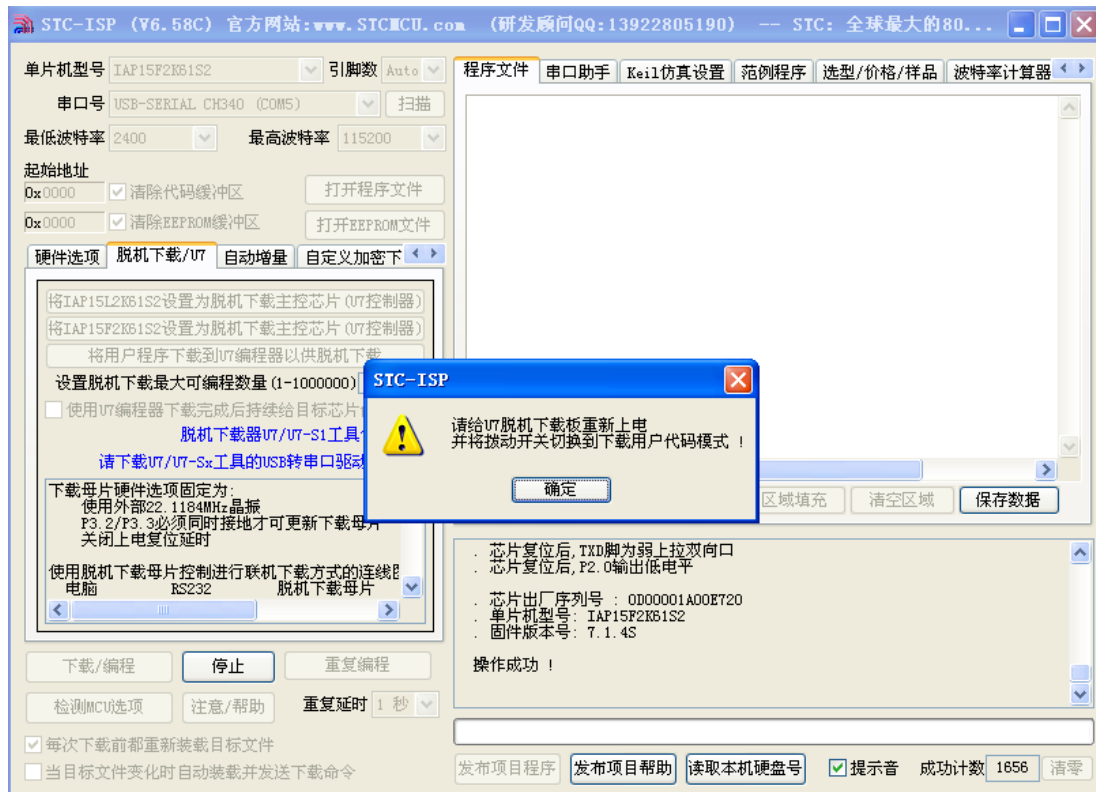 STC-ISP (V6.58C) 官方网站:www.STCMCU.com (研发顾问QQ:13922805190) -- STC: 全球最大的80...
单片机型号 IAP15F2K61S2 引脚数 Auto
串口号 USB-SERIAL CH340 (COM5) 扫描
最低波特率 2400 最高波特率 115200
起始地址
0x0000 清除代码缓冲区 打开程序文件
0x0000 清除EEPROM缓冲区 打开EEPROM文件
硬件选项 脱机下载/U7 自动增量 自定义加密下
将IAP15L2K61S2设置为脱机下载主控芯片(U7控制器)
将IAP15F2K61S2设置为脱机下载主控芯片(U7控制器)
将用户程序下载到U7编程器以供脱机下载
设置脱机下载最大可编程数量(1-1000000)
使用U7编程器下载完成后持续给目标芯片
脱机下载器U7/U7-S1工具
请下载U7/U7-Sx工具的USB转串口驱动
下载母片硬件选项固定为:
使用外部22.1184MHz晶振
P3.2/P3.3必须同时接地才可更新下载母片
关闭上电复位延时
使用脱机下载母片控制进行联机下载方式的连线
电脑 RS232 脱机下载母片
下载/编程 停止 重复编程
检测MCU选项 注意/帮助 重复延时 1 秒
每次下载前都重新装载目标文件
当目标文件变化时自动装载并发送下载命令
程序文件 串口助手 Keil仿真设置 范例程序 选型/价格/样品 波特率计算器
STC-ISP
请给U7脱机下载板重新上电
并将拨动开关切换到下载用户代码模式 !
确定
区域填充 清空区域 保存数据
. 芯片复位后,TXD脚为弱上拉双向口
. 芯片复位后,P2.0输出低电平
. 芯片出厂序列号 : 0D00001A00E720
. 单片机型号: IAP15F2K61S2
. 固件版本号: 7.1.4S
操作成功 !
发布项目程序 发布项目帮助 读取本机硬盘号 提示音 成功计数 1656 清零